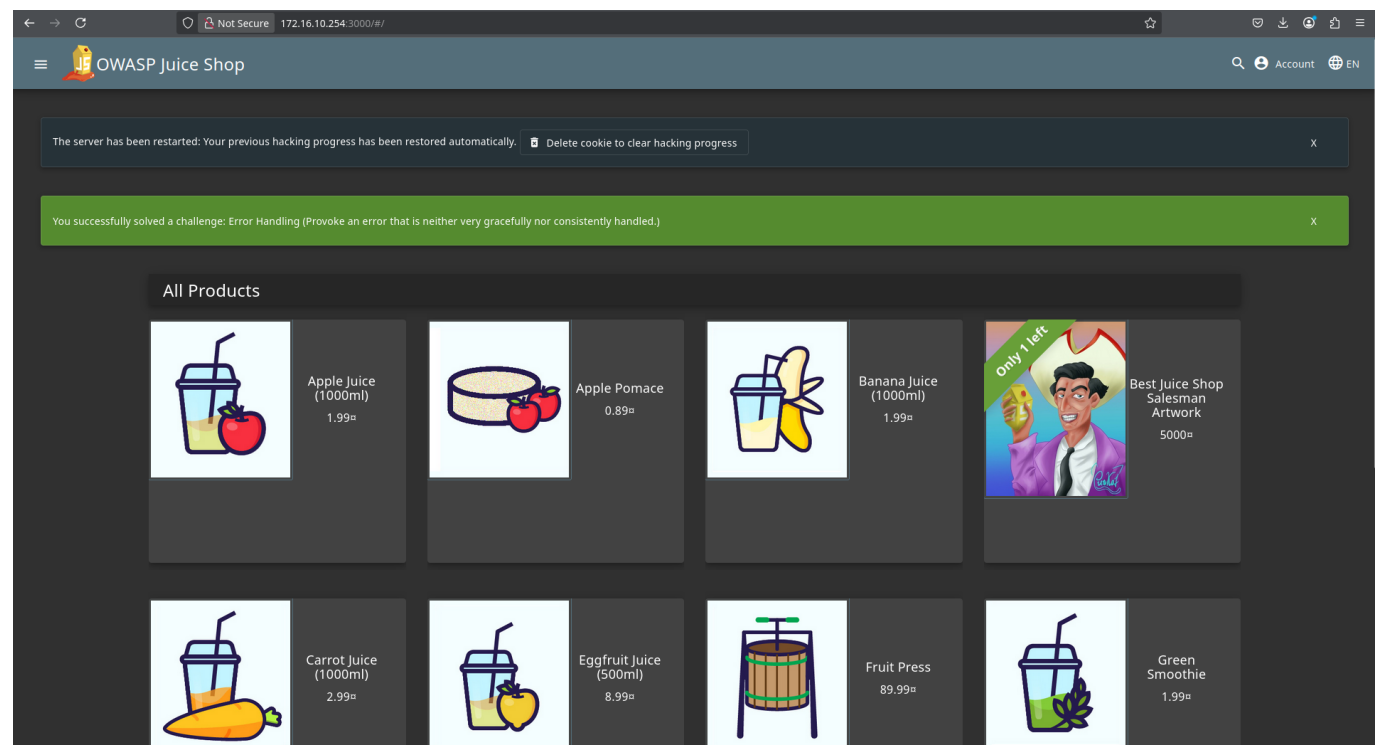 Not Secure 172.16.10.254:3000/#/
JS OWASP Juice Shop
Account EN
The server has been restarted: Your previous hacking progress has been restored automatically. Delete cookie to clear hacking progress X
You successfully solved a challenge: Error Handling (Provoke an error that is neither very gracefully nor consistently handled.) X
All Products
Apple Juice
(1000ml)
1.99¤
Apple Pomace
0.89¤
Banana Juice
(1000ml)
1.99¤
Only 1 left
Best Juice Shop
Salesman
Artwork
5000¤
Carrot Juice
(1000ml)
2.99¤
Eggfruit Juice
(500ml)
8.99¤
Fruit Press
89.99¤
Green
Smoothie
1.99¤